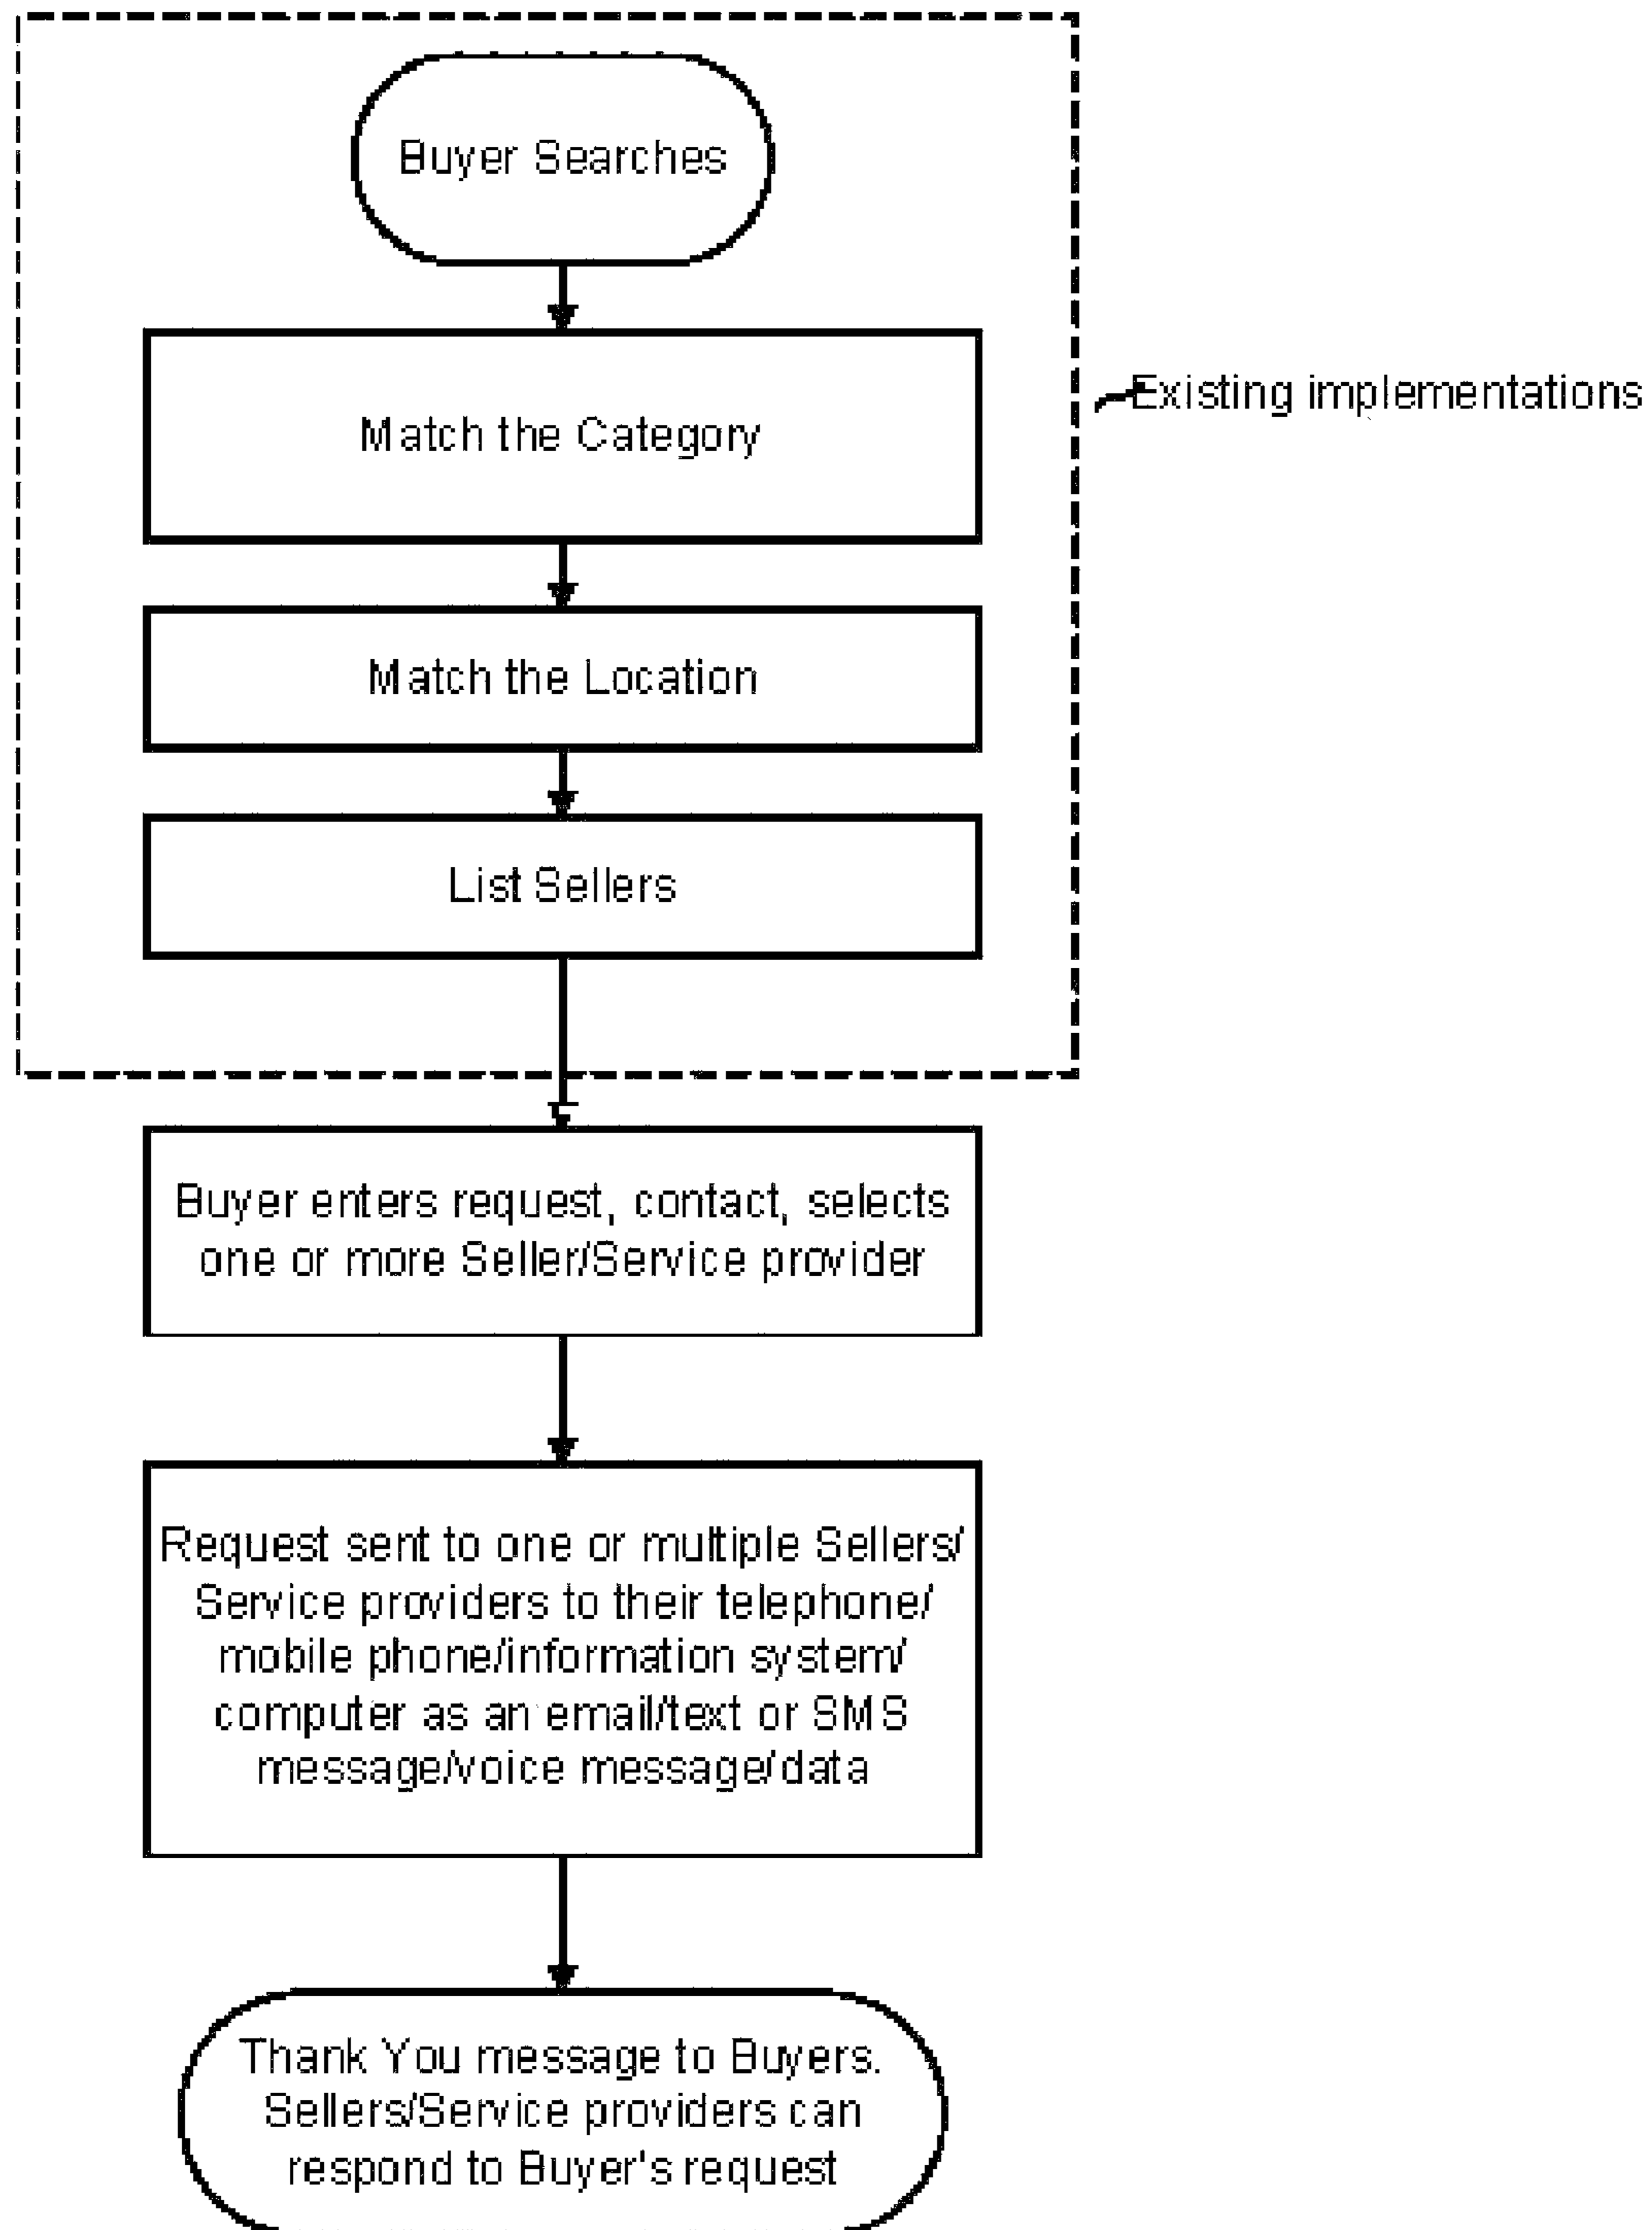 Buyer Searches
Match the Category
Existing implementations
Match the Location
List Sellers
Buyer enters request, contact, selects
one or more Seller/Service provider
Request sent to one or multiple Sellers/
Service providers to their telephone/
mobile phone/information system/
computer as an email/text or SMS
message/voice message/data
Thank You message to Buyers.
Sellers/Service providers can
respond to Buyer's request